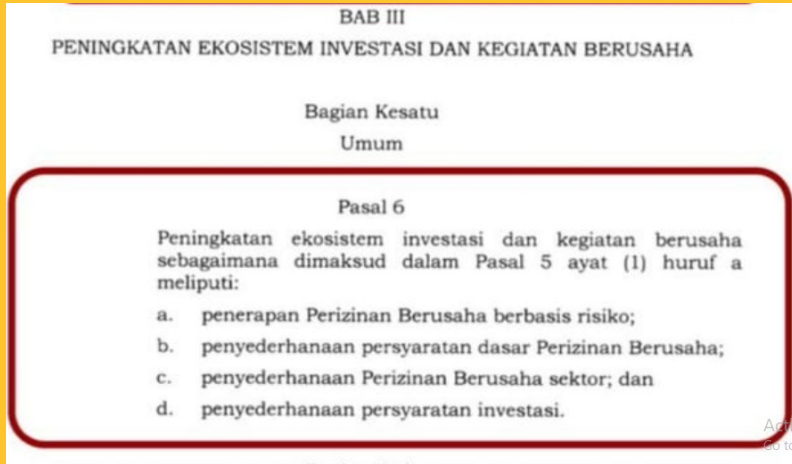 BAB III
PENINGKATAN EKOSISTEM INVESTASI DAN KEGIATAN BERUSAHA
Bagian Kesatu
Umum
Pasal 6
Peningkatan ekosistem investasi dan kegiatan berusaha
sebagaimana dimaksud dalam Pasal 5 ayat (1) huruf a
meliputi:
a. penerapan Perizinan Berusaha berbasis risiko;
b. penyederhanaan persyaratan dasar Perizinan Berusaha;
c. penyederhanaan Perizinan Berusaha sektor; dan
d. penyederhanaan persyaratan investasi.